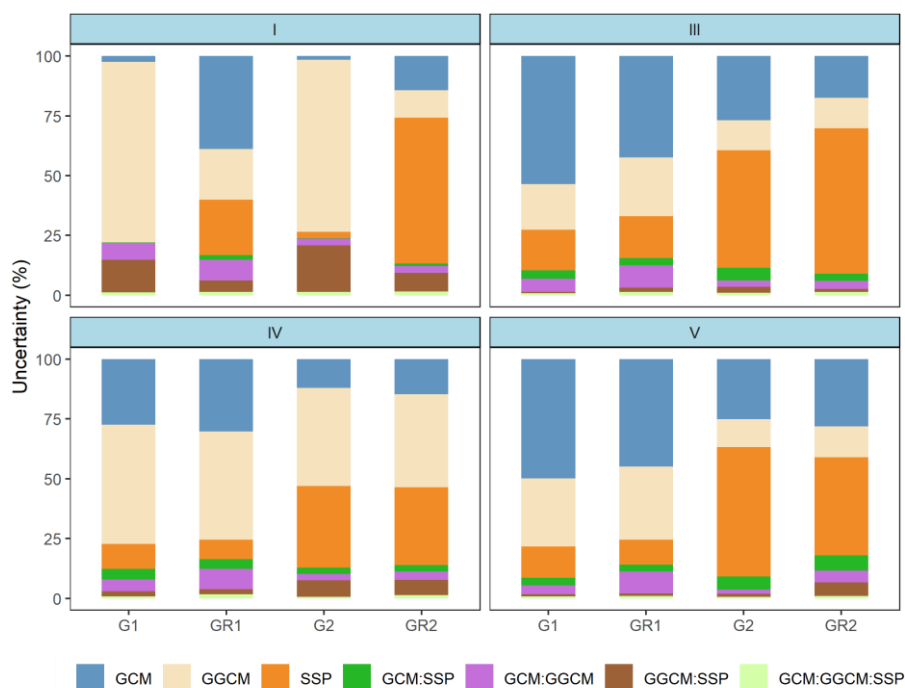 I
III
100
75
50
25
0
IV
V
100
75
50
25
0
Uncertainty (%)
G1 GR1 G2 GR2 G1 GR1 G2 GR2
GCM GGCM SSP GCM:SSP GCM:GGCM GGCM:SSP GCM:GGCM:SSP